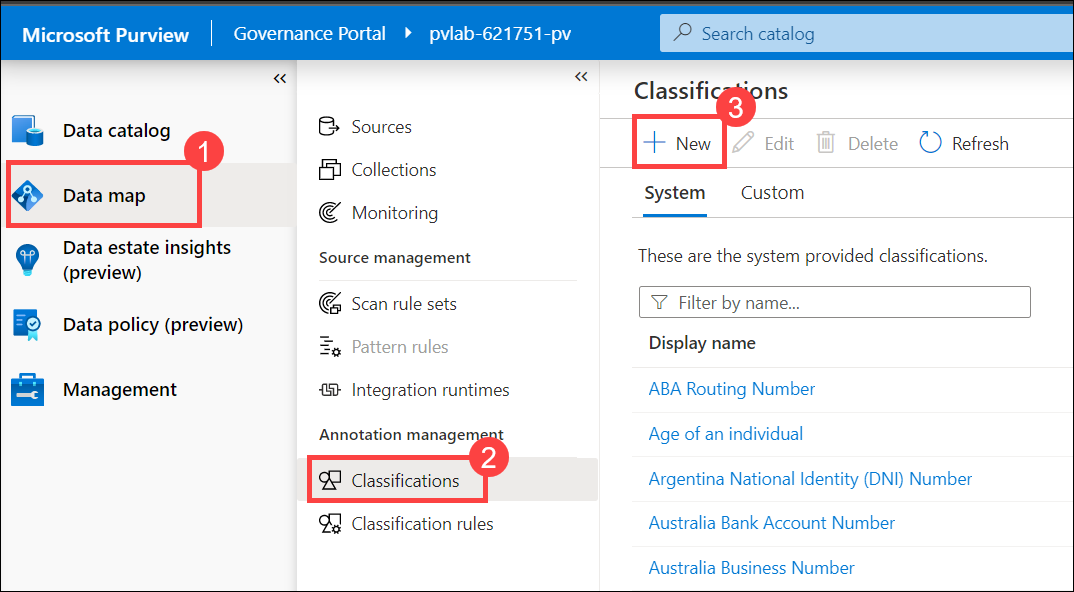 Microsoft Purview
Governance Portal
pvlab-621751-pv
Search catalog
Data catalog
1
Data map
Data estate insights
(preview)
Data policy (preview)
Management
Sources
Collections
Monitoring
Source management
Scan rule sets
Pattern rules
Integration runtimes
Annotation management
2
Classifications
Classification rules
Classifications
3
New
Edit
Delete
Refresh
System
Custom
These are the system provided classifications.
Filter by name...
Display name
ABA Routing Number
Age of an individual
Argentina National Identity (DNI) Number
Australia Bank Account Number
Australia Business Number